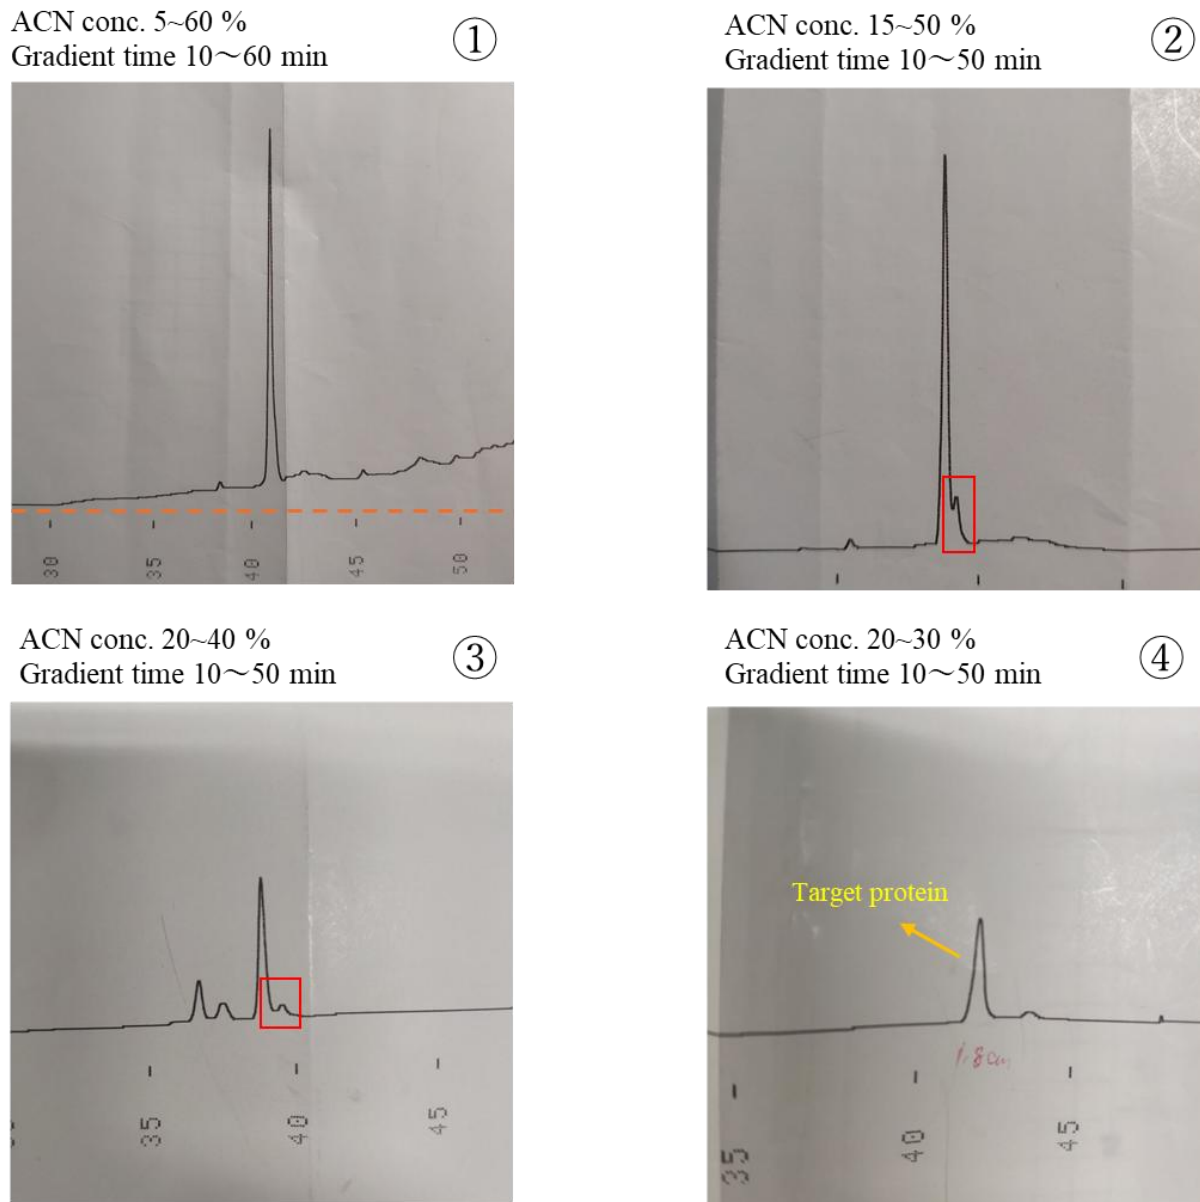 ACN conc. 5~60 %
Gradient time 10～60 min
①
30
35
40
45
50
ACN conc. 15~50 %
Gradient time 10～50 min
②
ACN conc. 20~40 %
Gradient time 10～50 min
③
35
40
45
ACN conc. 20~30 %
Gradient time 10～50 min
④
Target protein
1.8cm
35
40
45